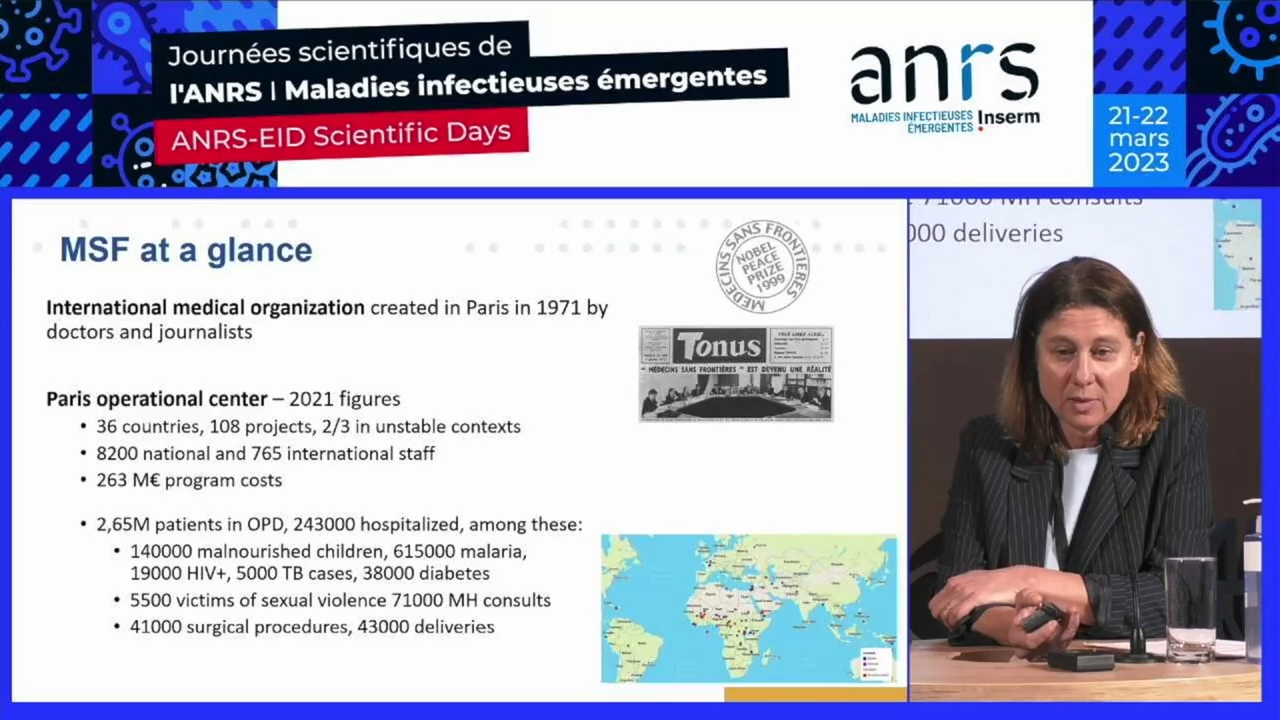 Journées scientifiques de
l'ANRS | Maladies infectieuses émergentes
ANRS-EID Scientific Days
anrs
MALADIES INFECTIEUSES
ÉMERGENTES
Inserm
21-22
mars
2023
MSF at a glance
International medical organization created in Paris in 1971 by
doctors and journalists
Paris operational center – 2021 figures
• 36 countries, 108 projects, 2/3 in unstable contexts
• 8200 national and 765 international staff
• 263 M€ program costs
• 2,65M patients in OPD, 243000 hospitalized, among these:
• 140000 malnourished children, 615000 malaria,
19000 HIV+, 5000 TB cases, 38000 diabetes
• 5500 victims of sexual violence 71000 MH consults
• 41000 surgical procedures, 43000 deliveries
MÉDECINS SANS FRONTIÈRES
NOBEL
PEACE
PRIZE
1999
Tonus
"MÉDECINS SANS FRONTIÈRES" EST DEVENU UNE RÉALITÉ
71000 MH consults
000 deliveries